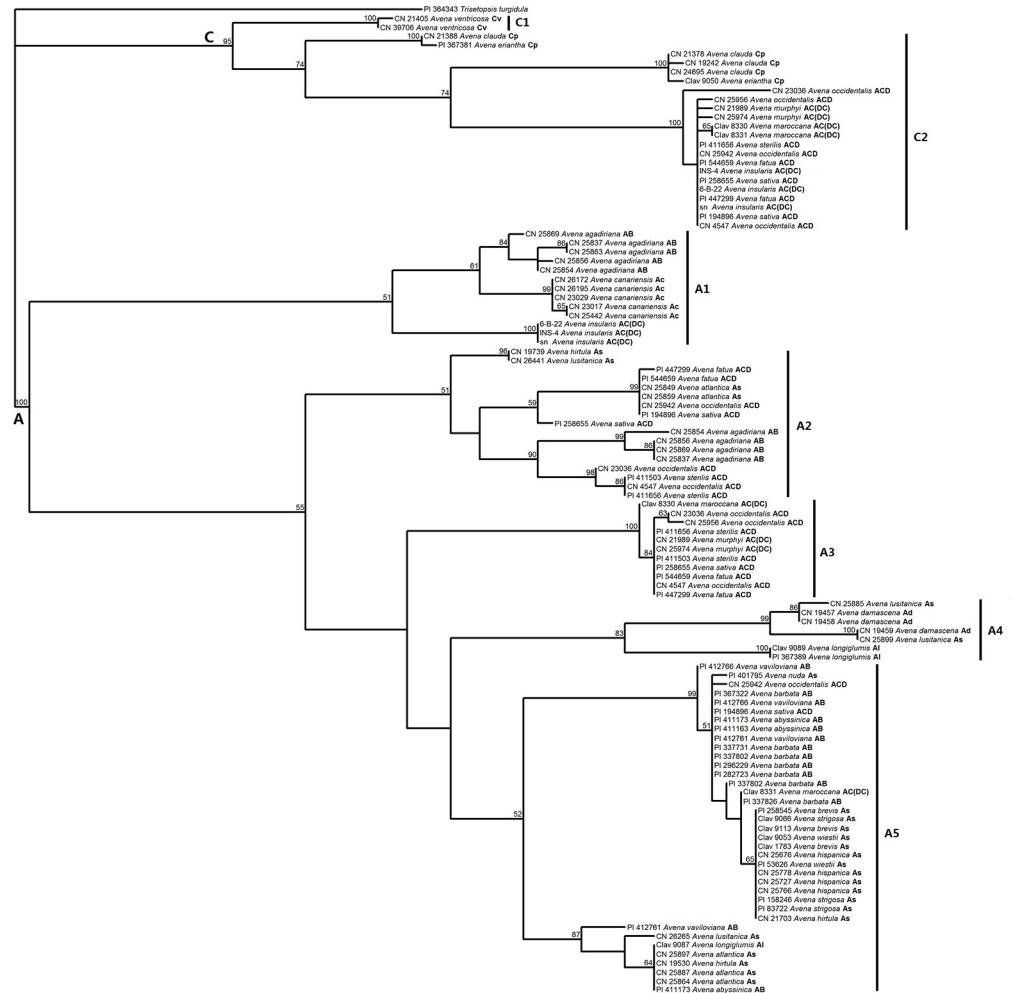 PI 364343 Trisetopsis turgidula
100 CN 21405 Avena ventricosa Cv
CN 39706 Avena ventricosa Cv
C1
C
95
100 CN 21388 Avena clauda Cp
PI 367381 Avena eriantha Cp
74
CN 21378 Avena clauda Cp
100 CN 19242 Avena clauda Cp
CN 24695 Avena clauda Cp
CIav 9050 Avena eriantha Cp
74
CN 23036 Avena occidentalis ACD
CN 25956 Avena occidentalis ACD
CN 21989 Avena murphyi AC(DC)
CN 25974 Avena murphyi AC(DC)
100
65 CIav 8330 Avena maroccana AC(DC)
CIav 8331 Avena maroccana AC(DC)
C2
PI 411656 Avena sterilis ACD
CN 25942 Avena occidentalis ACD
PI 544659 Avena fatua ACD
INS-4 Avena insularis AC(DC)
PI 258655 Avena sativa ACD
6-B-22 Avena insularis AC(DC)
PI 447299 Avena fatua ACD
sn Avena insularis AC(DC)
PI 194896 Avena sativa ACD
CN 4547 Avena occidentalis ACD
CN 25869 Avena agadiriana AB
84
86 CN 25837 Avena agadiriana AB
CN 25863 Avena agadiriana AB
CN 25856 Avena agadiriana AB
61
CN 25854 Avena agadiriana AB
CN 26172 Avena canariensis Ac
99 CN 26195 Avena canariensis Ac
A1
CN 23029 Avena canariensis Ac
51
65 CN 23017 Avena canariensis Ac
CN 25442 Avena canariensis Ac
6-B-22 Avena insularis AC(DC)
100 INS-4 Avena insularis AC(DC)
sn Avena insularis AC(DC)
96 CN 19739 Avena hirtula As
CN 26441 Avena lusitanica As
PI 447299 Avena fatua ACD
PI 544659 Avena fatua ACD
51
99 CN 25849 Avena atlantica As
CN 25859 Avena atlantica As
59
CN 25942 Avena occidentalis ACD
100
PI 194896 Avena sativa ACD
A
PI 258655 Avena sativa ACD
A2
CN 25854 Avena agadiriana AB
99
CN 25856 Avena agadiriana AB
86 CN 25869 Avena agadiriana AB
90
CN 25837 Avena agadiriana AB
CN 23036 Avena occidentalis ACD
98
PI 411503 Avena sterilis ACD
86 CN 4547 Avena occidentalis ACD
PI 411656 Avena sterilis ACD
55
CIav 8330 Avena maroccana AC(DC)
63 CN 23036 Avena occidentalis ACD
CN 25956 Avena occidentalis ACD
100
PI 411656 Avena sterilis ACD
CN 21989 Avena murphyi AC(DC)
84 CN 25974 Avena murphyi AC(DC)
A3
PI 411503 Avena sterilis ACD
PI 258655 Avena sativa ACD
PI 544659 Avena fatua ACD
CN 4547 Avena occidentalis ACD
PI 447299 Avena fatua ACD
CN 25885 Avena lusitanica As
86
CN 19457 Avena damascena Ad
99
CN 19458 Avena damascena Ad
100 CN 19459 Avena damascena Ad
A4
83
CN 25899 Avena lusitanica As
100 CIav 9089 Avena longiglumis Al
PI 367389 Avena longiglumis Al
PI 412766 Avena vaviloviana AB
PI 401795 Avena nuda As
CN 25942 Avena occidentalis ACD
99
PI 367322 Avena barbata AB
PI 412766 Avena vaviloviana AB
PI 194896 Avena sativa ACD
PI 411173 Avena abyssinica AB
51
PI 411163 Avena abyssinica AB
PI 412761 Avena vaviloviana AB
PI 337731 Avena barbata AB
PI 337802 Avena barbata AB
PI 296229 Avena barbata AB
PI 282723 Avena barbata AB
PI 337802 Avena barbata AB
CIav 8331 Avena maroccana AC(DC)
PI 337826 Avena barbata AB
PI 258545 Avena brevis As
52
CIav 9066 Avena strigosa As
CIav 9113 Avena brevis As
A5
CIav 9053 Avena wiestii As
CIav 1783 Avena brevis As
CN 25676 Avena hispanica As
65
PI 53626 Avena wiestii As
CN 25778 Avena hispanica As
CN 25727 Avena hispanica As
CN 25766 Avena hispanica As
PI 158246 Avena strigosa As
PI 83722 Avena strigosa As
CN 21703 Avena hirtula As
PI 412761 Avena vaviloviana AB
87
CN 26265 Avena lusitanica As
CIav 9087 Avena longiglumis Al
CN 25897 Avena atlantica As
64 CN 19530 Avena hirtula As
CN 25887 Avena atlantica As
CN 25864 Avena atlantica As
PI 411173 Avena abyssinica AB